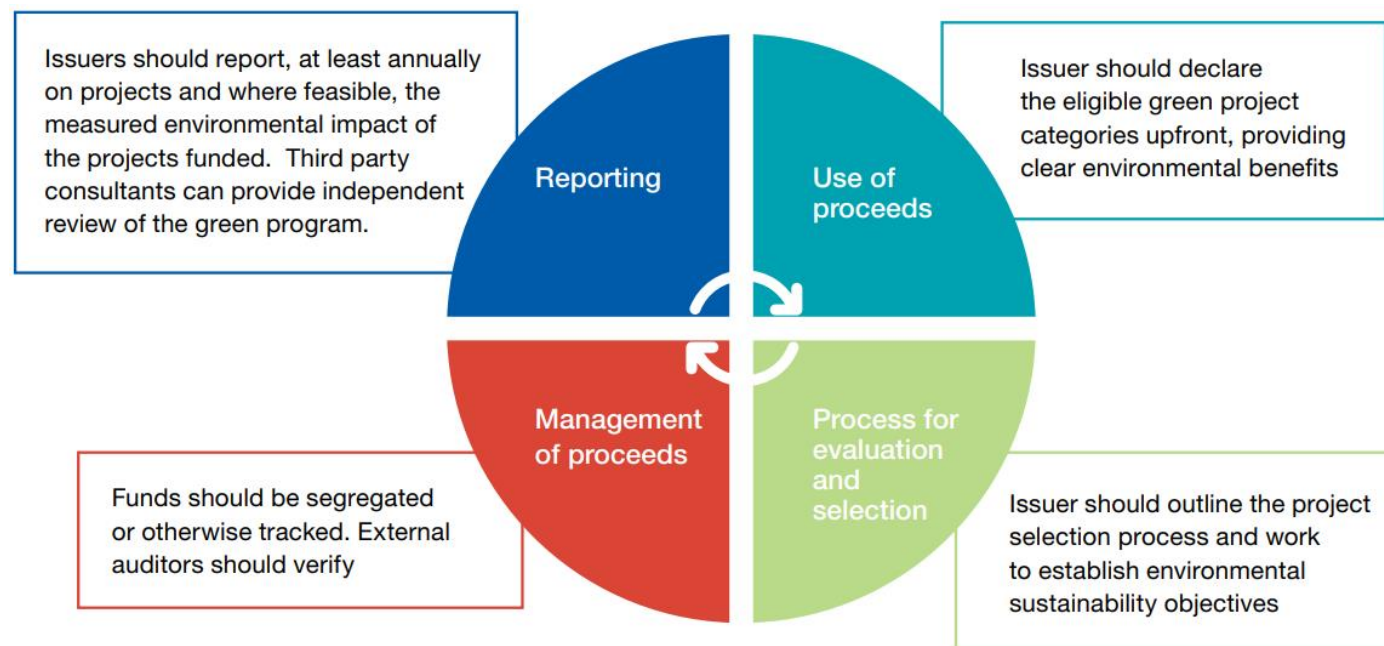 Issuers should report, at least annually
on projects and where feasible, the
measured environmental impact of
the projects funded.  Third party
consultants can provide independent
review of the green program.
Reporting
Use of
proceeds
Issuer should declare
the eligible green project
categories upfront, providing
clear environmental benefits
Funds should be segregated
or otherwise tracked. External
auditors should verify
Management
of proceeds
Process for
evaluation
and
selection
Issuer should outline the project
selection process and work
to establish environmental
sustainability objectives